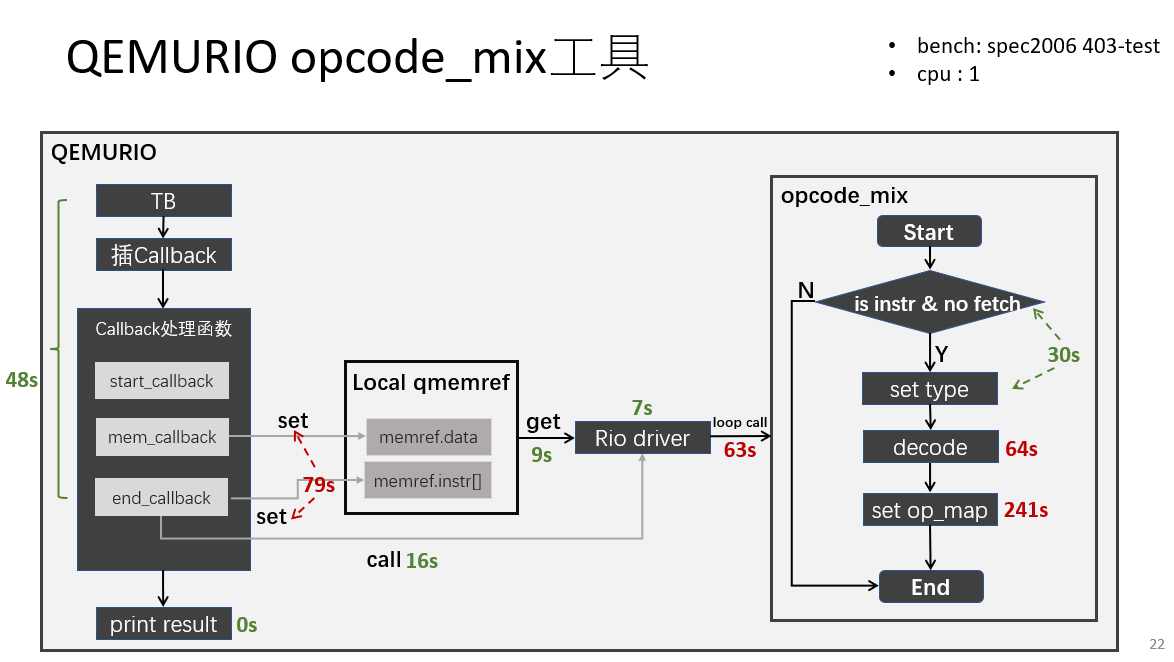 QEMURIO opcode_mix工具
• bench: spec2006 403-test
• cpu : 1
QEMURIO
TB
插Callback
Callback处理函数
start_callback
mem_callback
end_callback
48s
print result
0s
set
79s
set
call 16s
Local qmemref
memref.data
memref.instr[]
get
9s
7s
Rio driver
loop call
63s
opcode_mix
Start
N
is instr & no fetch
Y
30s
set type
decode
64s
set op_map
241s
End
22